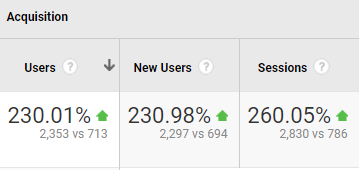 Acquisition
Users ? New Users ? Sessions ?
230.01% 230.98% 260.05%
2,353 vs 713 2,297 vs 694 2,830 vs 786